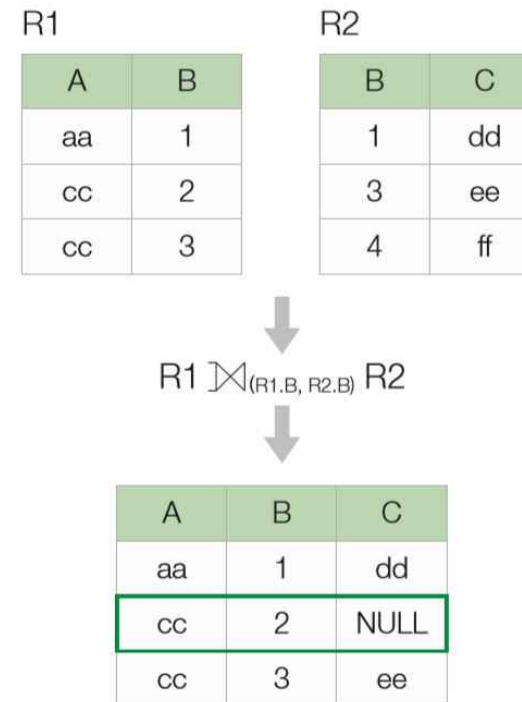 R1 R2
A B B C
aa 1 1 dd
cc 2 3 ee
cc 3 4 ff
R1 ⟕(R1.B, R2.B) R2
A B C
aa 1 dd
cc 2 NULL
cc 3 ee